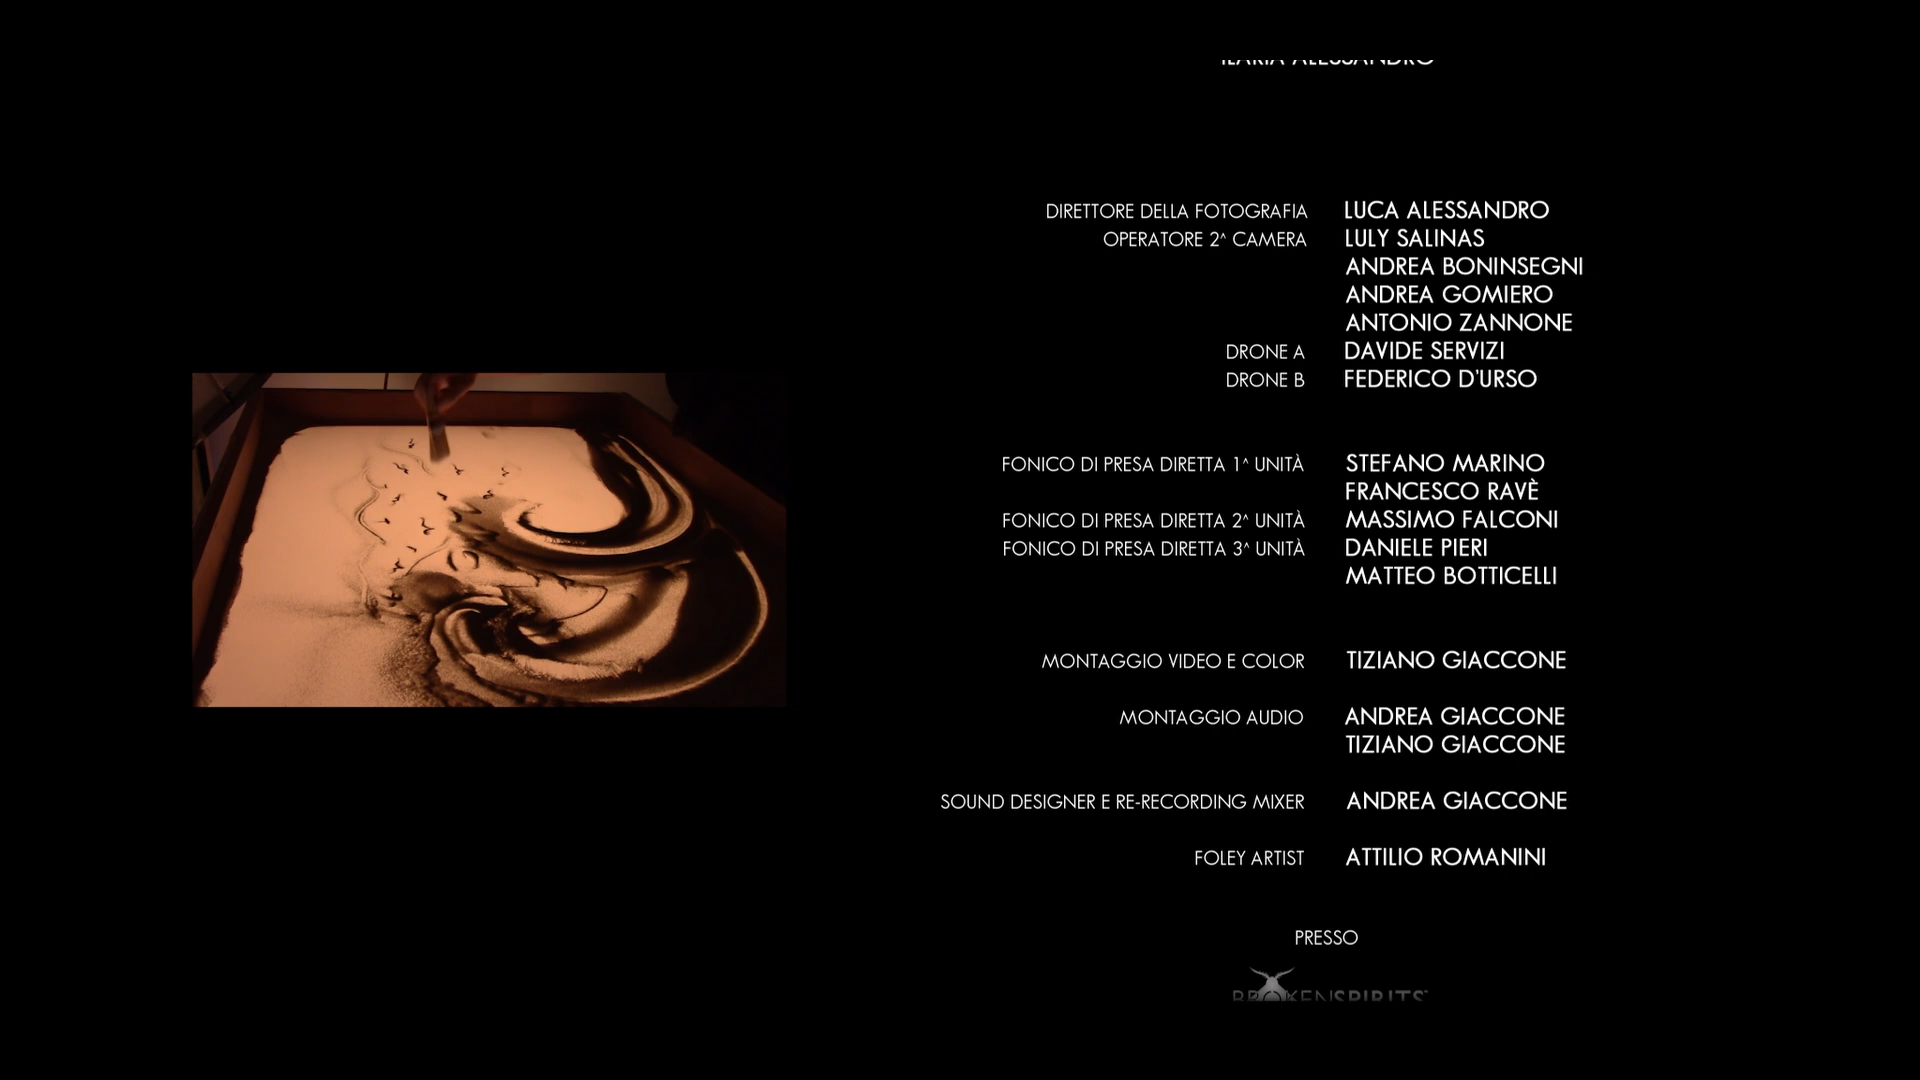 ILARIA ALESSANDRO
DIRETTORE DELLA FOTOGRAFIA LUCA ALESSANDRO
OPERATORE 2^ CAMERA LULY SALINAS
ANDREA BONINSEGNI
ANDREA GOMIERO
ANTONIO ZANNONE
DRONE A DAVIDE SERVIZI
DRONE B FEDERICO D'URSO
FONICO DI PRESA DIRETTA 1^ UNITÀ STEFANO MARINO
FRANCESCO RAVÈ
FONICO DI PRESA DIRETTA 2^ UNITÀ MASSIMO FALCONI
FONICO DI PRESA DIRETTA 3^ UNITÀ DANIELE PIERI
MATTEO BOTTICELLI
MONTAGGIO VIDEO E COLOR TIZIANO GIACCONE
MONTAGGIO AUDIO ANDREA GIACCONE
TIZIANO GIACCONE
SOUND DESIGNER E RE-RECORDING MIXER ANDREA GIACCONE
FOLEY ARTIST ATTILIO ROMANINI
PRESSO
BROKENSPIRITS